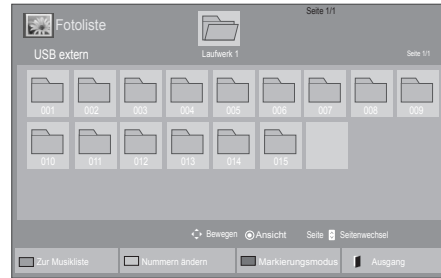 Seite 1/1
Fotoliste
USB extern
Laufwerk 1
Seite 1/1
001 002 003 004 005 006 007 008 009
010 011 012 013 014 015
Bewegen Ansicht Seite Seitenwechsel
Zur Musikliste Nummern ändern Markierungsmodus Ausgang